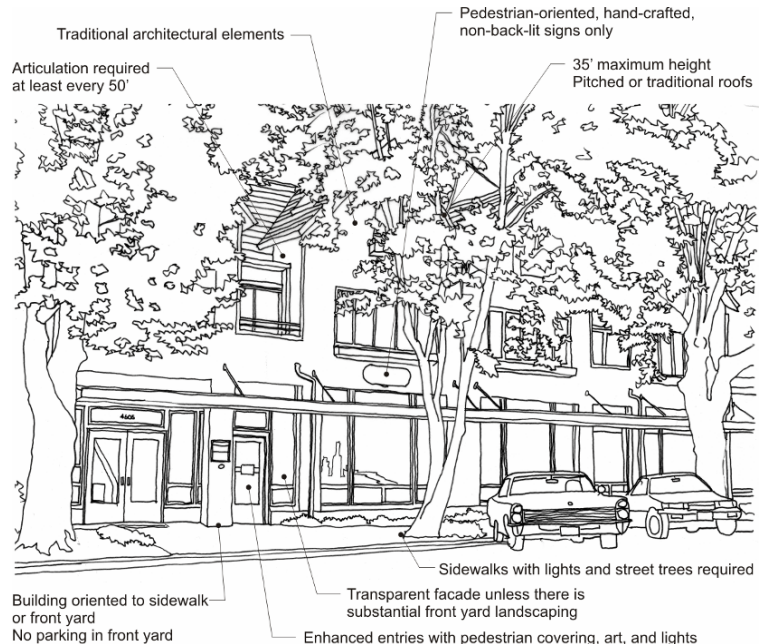 Pedestrian-oriented, hand-crafted,
non-back-lit signs only
Traditional architectural elements
35' maximum height
Pitched or traditional roofs
Articulation required
at least every 50'
4606
Sidewalks with lights and street trees required
Transparent facade unless there is
substantial front yard landscaping
Building oriented to sidewalk
or front yard
No parking in front yard
Enhanced entries with pedestrian covering, art, and lights